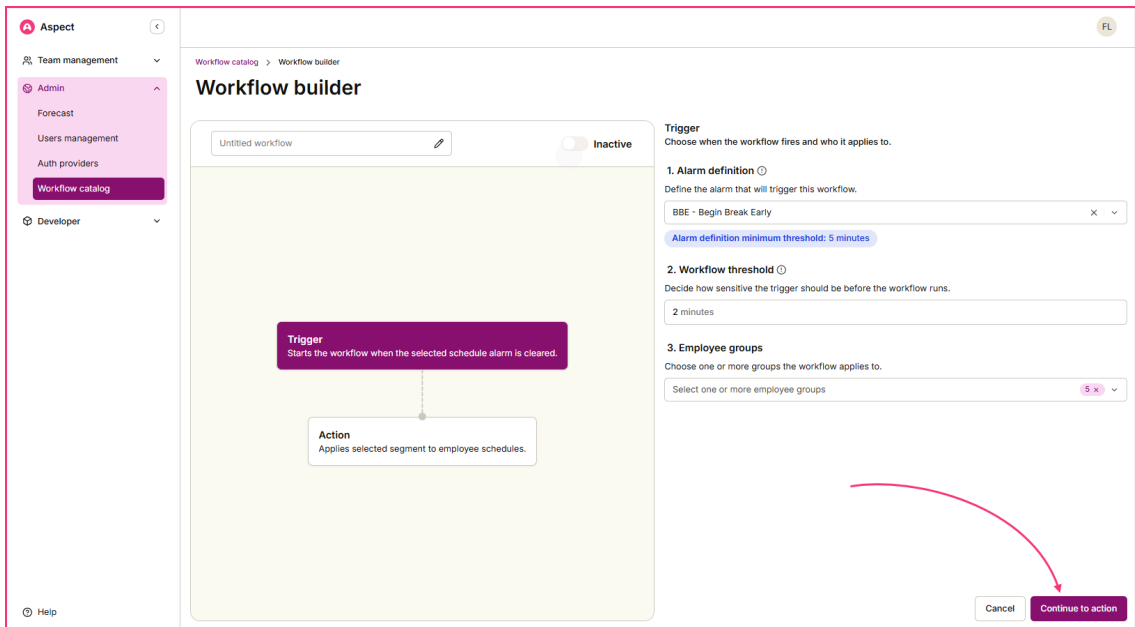 Aspect
FL
Team management
Admin
Forecast
Users management
Auth providers
Workflow catalog
Developer
Help
Workflow catalog > Workflow builder
Workflow builder
Untitled workflow
Inactive
Trigger
Starts the workflow when the selected schedule alarm is cleared.
Action
Applies selected segment to employee schedules.
Trigger
Choose when the workflow fires and who it applies to.
1. Alarm definition
Define the alarm that will trigger this workflow.
BBE - Begin Break Early
Alarm definition minimum threshold: 5 minutes
2. Workflow threshold
Decide how sensitive the trigger should be before the workflow runs.
2 minutes
3. Employee groups
Choose one or more groups the workflow applies to.
Select one or more employee groups 5 ×
Cancel Continue to action